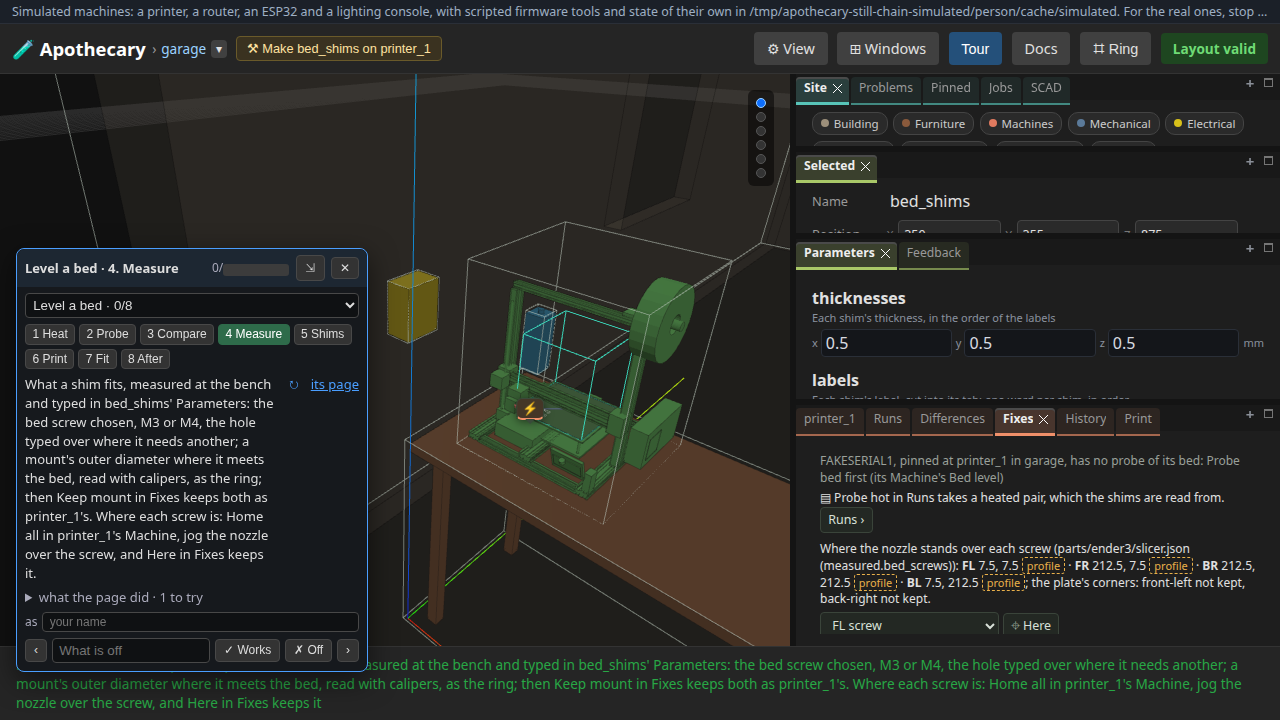 Simulated machines: a printer, a router, an ESP32 and a lighting console, with scripted firmware tools and state of their own in /tmp/apothecary-still-chain-simulated/person/cache/simulated. For the real ones, stop ...
Apothecary › garage ▾ ⚒ Make bed_shims on printer_1 ⚙ View ⊞ Windows Tour Docs ⌗ Ring Layout valid
Site Problems Pinned Jobs SCAD
Building Furniture Machines Mechanical Electrical
Selected
Name bed_shims
Parameters Feedback
thicknesses
Each shim's thickness, in the order of the labels
x 0.5 y 0.5 z 0.5 mm
labels
printer_1 Runs Differences Fixes History Print
FAKESERIAL1, pinned at printer_1 in garage, has no probe of its bed: Probe
bed first (its Machine's Bed level)
Probe hot in Runs takes a heated pair, which the shims are read from.
Runs ›
Where the nozzle stands over each screw (parts/ender3/slicer.json
(measured.bed_screws)): FL 7.5, 7.5 profile · FR 212.5, 7.5 profile · BR 212.5,
212.5 profile · BL 7.5, 212.5 profile; the plate's corners: front-left not kept,
back-right not kept.
FL screw Here
Level a bed · 4. Measure 0/
Level a bed · 0/8
1 Heat 2 Probe 3 Compare 4 Measure 5 Shims
6 Print 7 Fit 8 After
What a shim fits, measured at the bench ↻ its page
and typed in bed_shims' Parameters: the
bed screw chosen, M3 or M4, the hole
typed over where it needs another; a
mount's outer diameter where it meets
the bed, read with calipers, as the ring;
then Keep mount in Fixes keeps both as
printer_1's. Where each screw is: Home
all in printer_1's Machine, jog the nozzle
over the screw, and Here in Fixes keeps
it.
▶ what the page did · 1 to try
as your name
‹ What is off ✓ Works ✗ Off ›
asured at the bench and typed in bed_shims' Parameters: the bed screw chosen, M3 or M4, the hole typed over where it needs another; a
mount's outer diameter where it meets the bed, read with calipers, as the ring; then Keep mount in Fixes keeps both as printer_1's. Where each screw is: Home all in printer_1's Machine, jog the
nozzle over the screw, and Here in Fixes keeps it